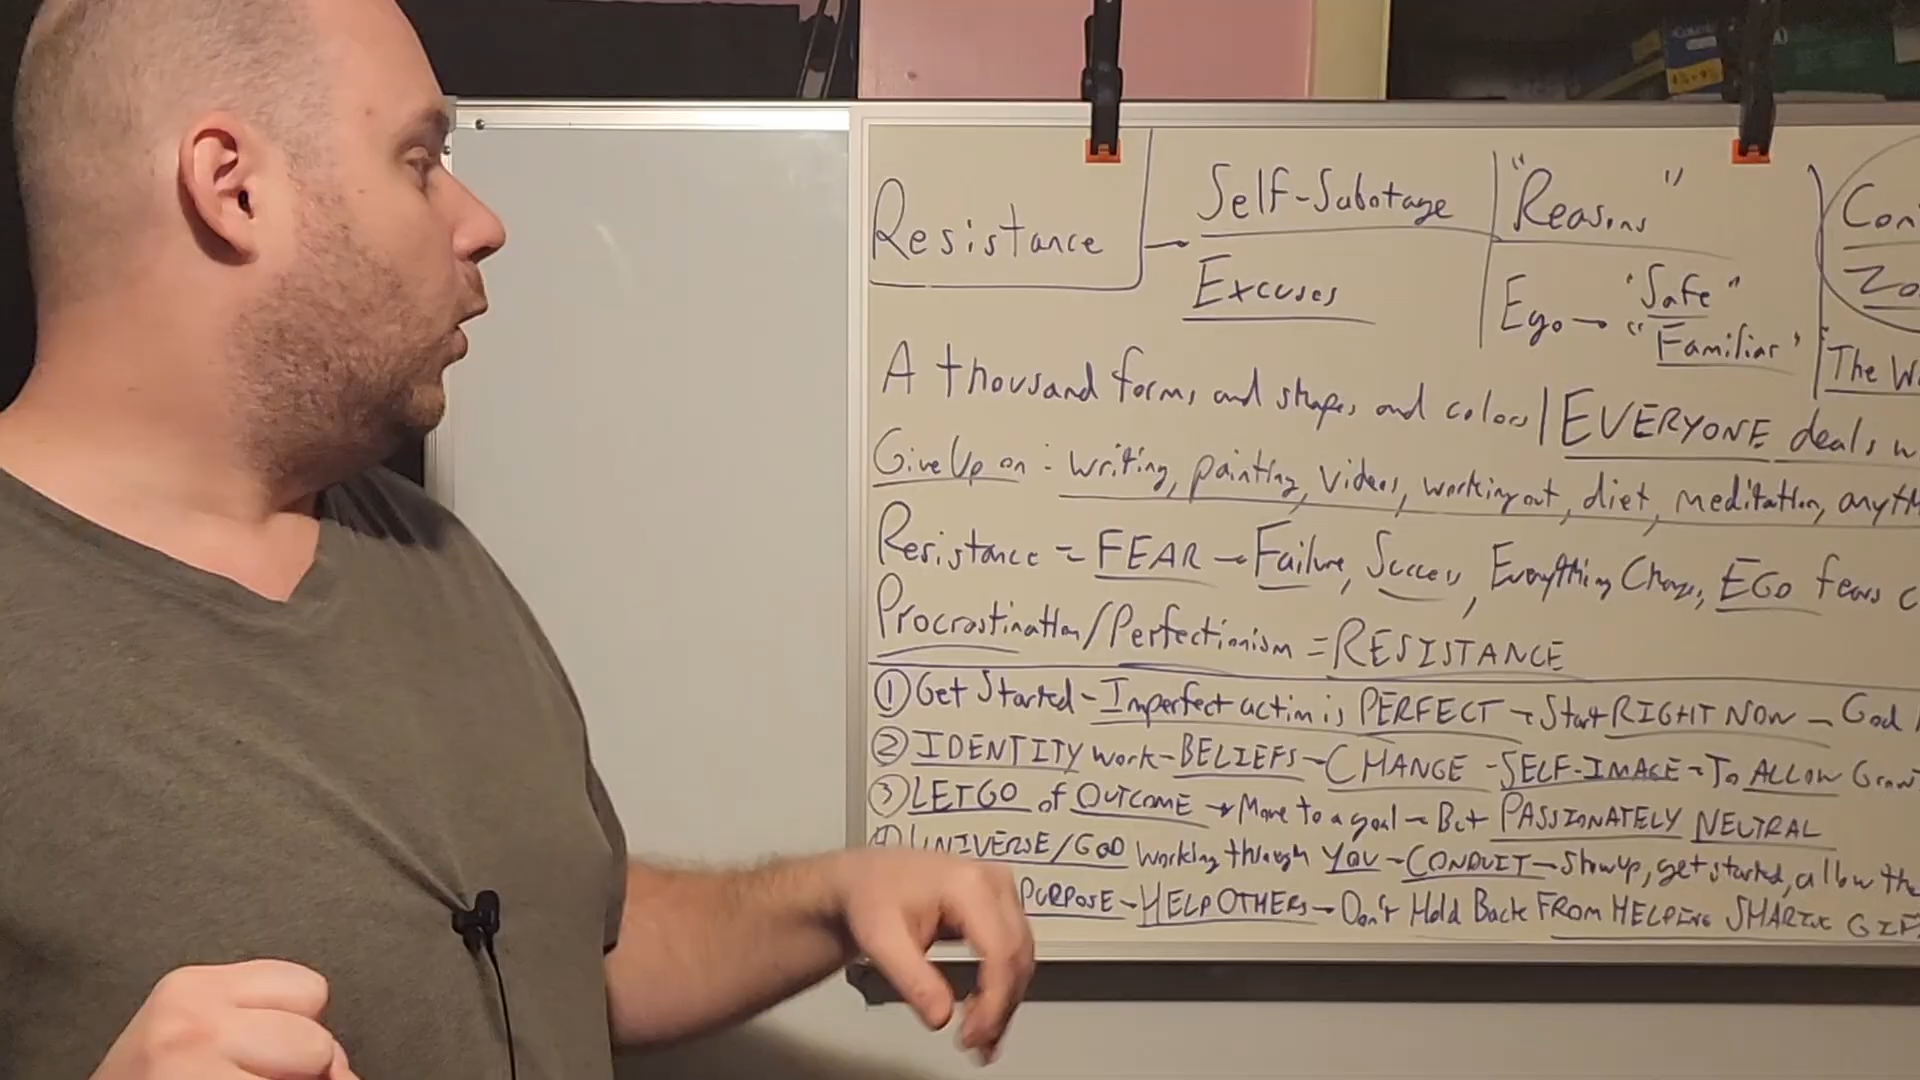 Resistance → Self-Sabotage
Excuses
"Reasons"
Ego → "Safe"
"Familiar"
Con
Zo
The W
A thousand forms and shapes and colors | EVERYONE deals w
Give Up on: writing, painting, videos, working out, diet, meditation, anyth
Resistance = FEAR → Failure, Success, Everything Changes, EGO fears c
Procrastination/Perfectionism = RESISTANCE
① Get Started - Imperfect action is PERFECT → Start RIGHT NOW - God
② IDENTITY work - BELIEFS → CHANGE - SELF-IMAGE → To ALLOW Grow
③ LET GO of OUTCOME → Move to a goal → But PASSIONATELY NEUTRAL
④ UNIVERSE/GOD working through YOU - CONDUIT - Show up, get started, allow the
PURPOSE → HELP OTHERS → Don't Hold Back FROM HELPING SHARING GIF